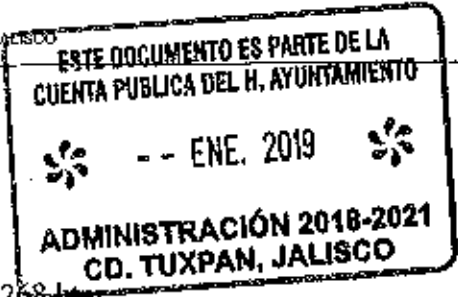 ESTE DOCUMENTO ES PARTE DE LA
CUENTA PUBLICA DEL H. AYUNTAMIENTO
- - ENE. 2019
ADMINISTRACIÓN 2018-2021
CD. TUXPAN, JALISCO